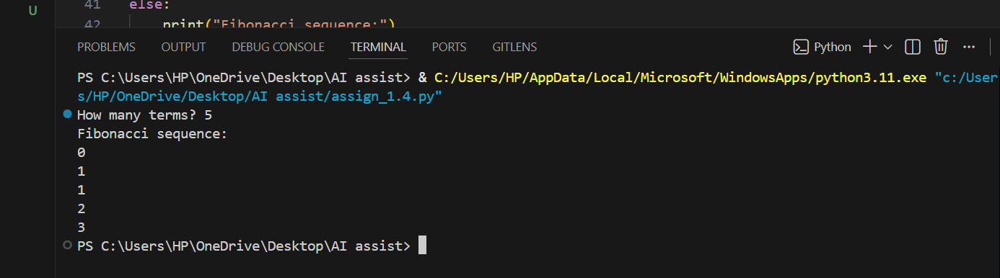 U
41 else:
42 print("Fibonacci sequence:")
PROBLEMS OUTPUT DEBUG CONSOLE TERMINAL PORTS GITLENS Python
PS C:\Users\HP\OneDrive\Desktop\AI assist> & C:/Users/HP/AppData/Local/Microsoft/WindowsApps/python3.11.exe "c:/User
s/HP/OneDrive/Desktop/AI assist/assign_1.4.py"
How many terms? 5
Fibonacci sequence:
0
1
1
2
3
PS C:\Users\HP\OneDrive\Desktop\AI assist>